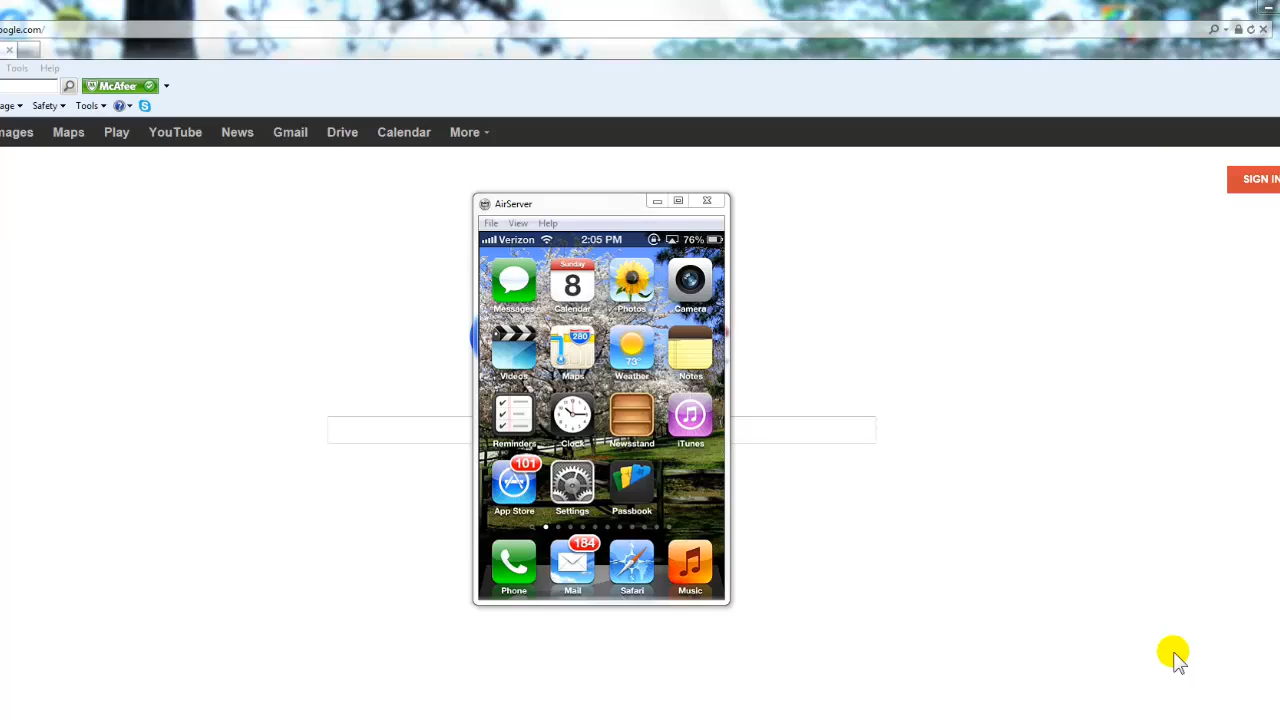 oogle.com/
Tools Help
McAfee
age Safety Tools
mages Maps Play YouTube News Gmail Drive Calendar More
SIGN IN
AirServer
File View Help
Verizon 2:05 PM 76%
Sunday
8
Messages Calendar Photos Camera
280
73°
Videos Maps Weather Notes
Reminders Clock Newsstand iTunes
101
App Store Settings Passbook
184
Phone Mail Safari Music